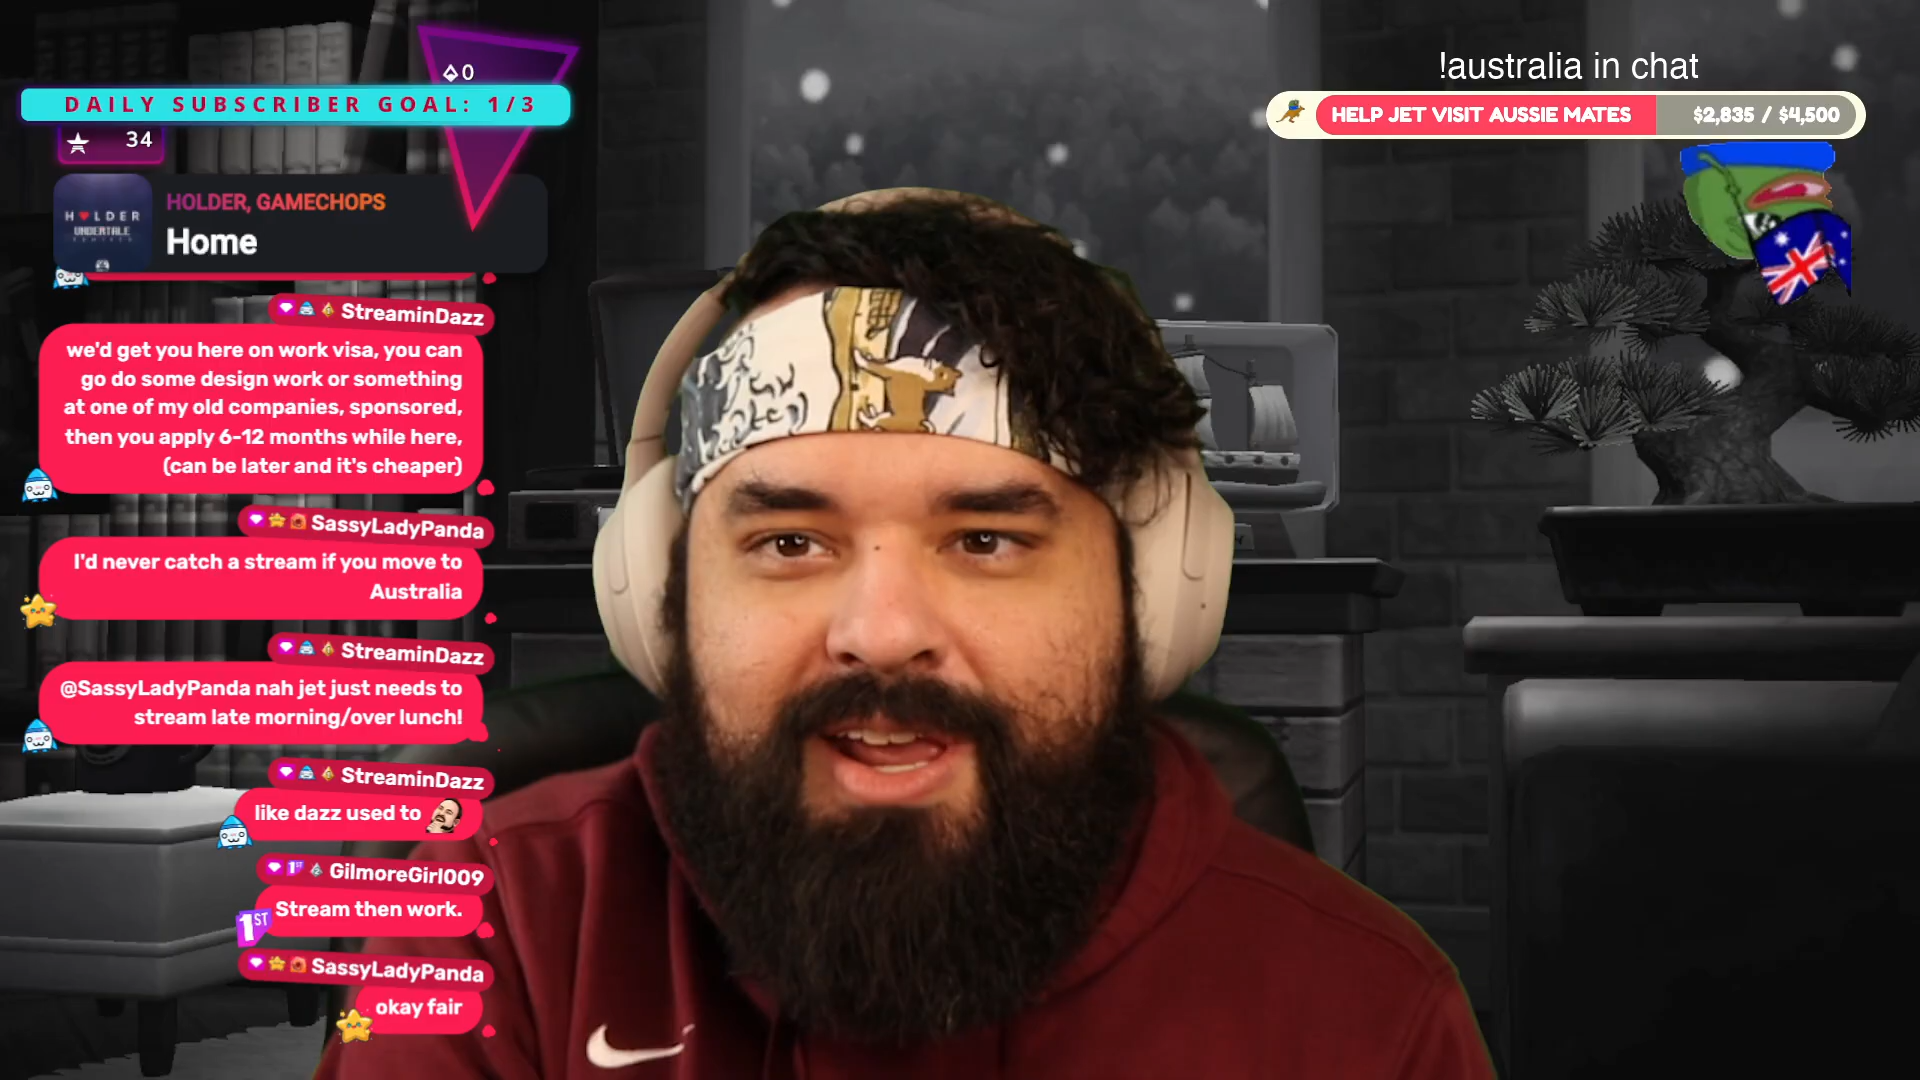 0
DAILY SUBSCRIBER GOAL: 1/3
34
HOLDER, GAMECHOPS
Home
H♥LDER
UNDERTALE
StreaminDazz
we'd get you here on work visa, you can
go do some design work or something
at one of my old companies, sponsored,
then you apply 6-12 months while here,
(can be later and it's cheaper)
SassyLadyPanda
I'd never catch a stream if you move to
Australia
StreaminDazz
@SassyLadyPanda nah jet just needs to
stream late morning/over lunch!
StreaminDazz
like dazz used to
1ST GilmoreGirl009
1ST
Stream then work.
SassyLadyPanda
okay fair
!australia in chat
HELP JET VISIT AUSSIE MATES $2,835 / $4,500